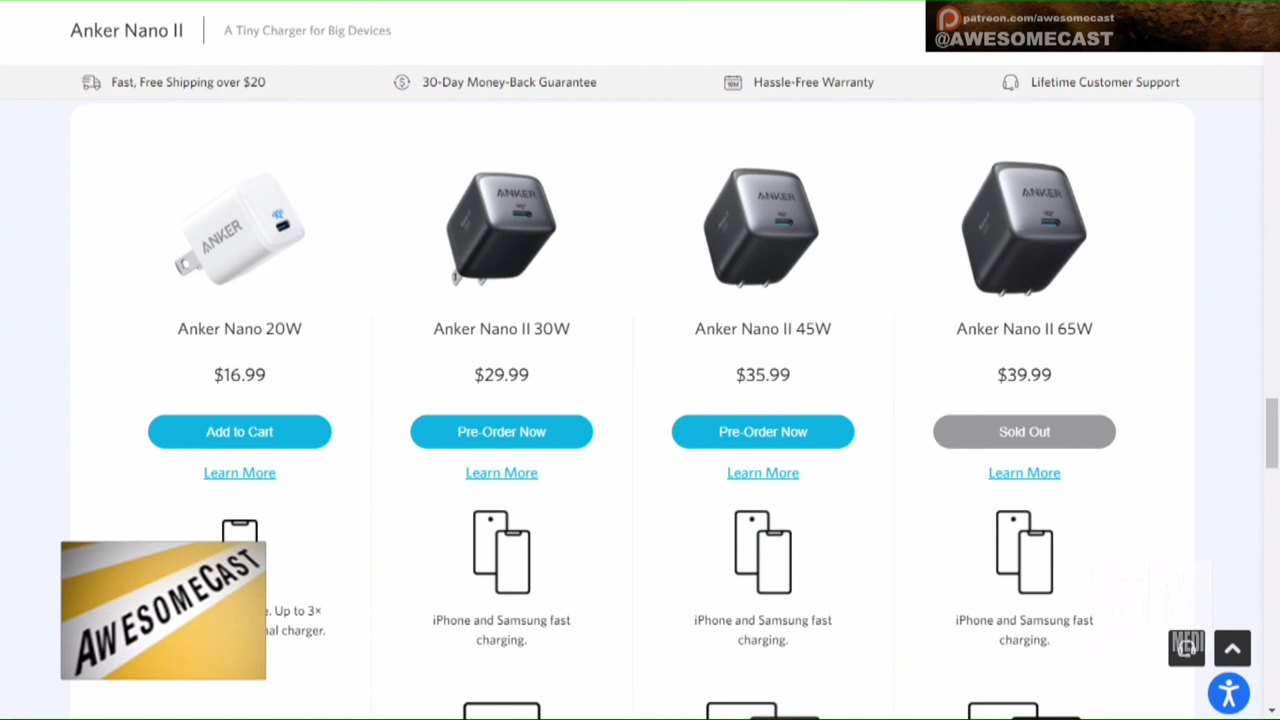 Anker Nano II
A Tiny Charger for Big Devices
patreon.com/awesomecast
@AWESOMECAST
Fast, Free Shipping over $20
30-Day Money-Back Guarantee
Hassle-Free Warranty
Lifetime Customer Support
ANKER
ANKER
ANKER
ANKER
Anker Nano 20W
Anker Nano II 30W
Anker Nano II 45W
Anker Nano II 65W
$16.99
$29.99
$35.99
$39.99
Add to Cart
Pre-Order Now
Pre-Order Now
Sold Out
Learn More
Learn More
Learn More
Learn More
AWESOMECAST
. Up to 3×
al charger.
iPhone and Samsung fast
charging.
iPhone and Samsung fast
charging.
iPhone and Samsung fast
charging.